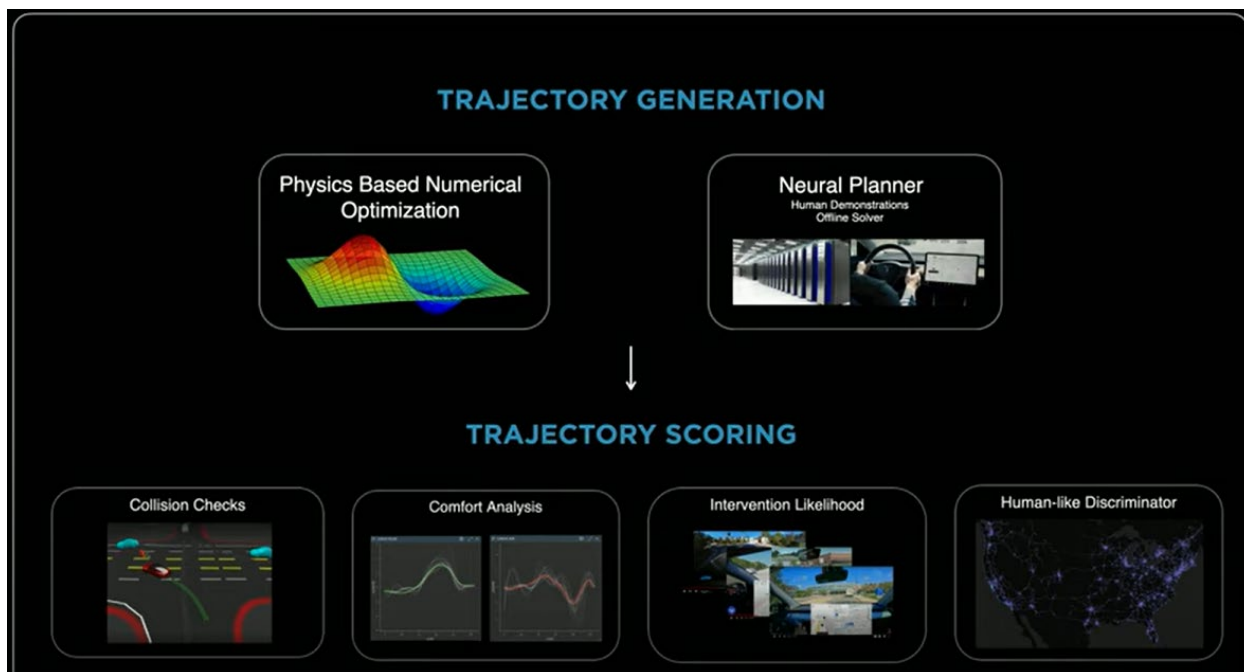 TRAJECTORY GENERATION
Physics Based Numerical
Optimization
Neural Planner
Human Demonstrations
Offline Solver
TRAJECTORY SCORING
Collision Checks
Comfort Analysis
Intervention Likelihood
Human-like Discriminator